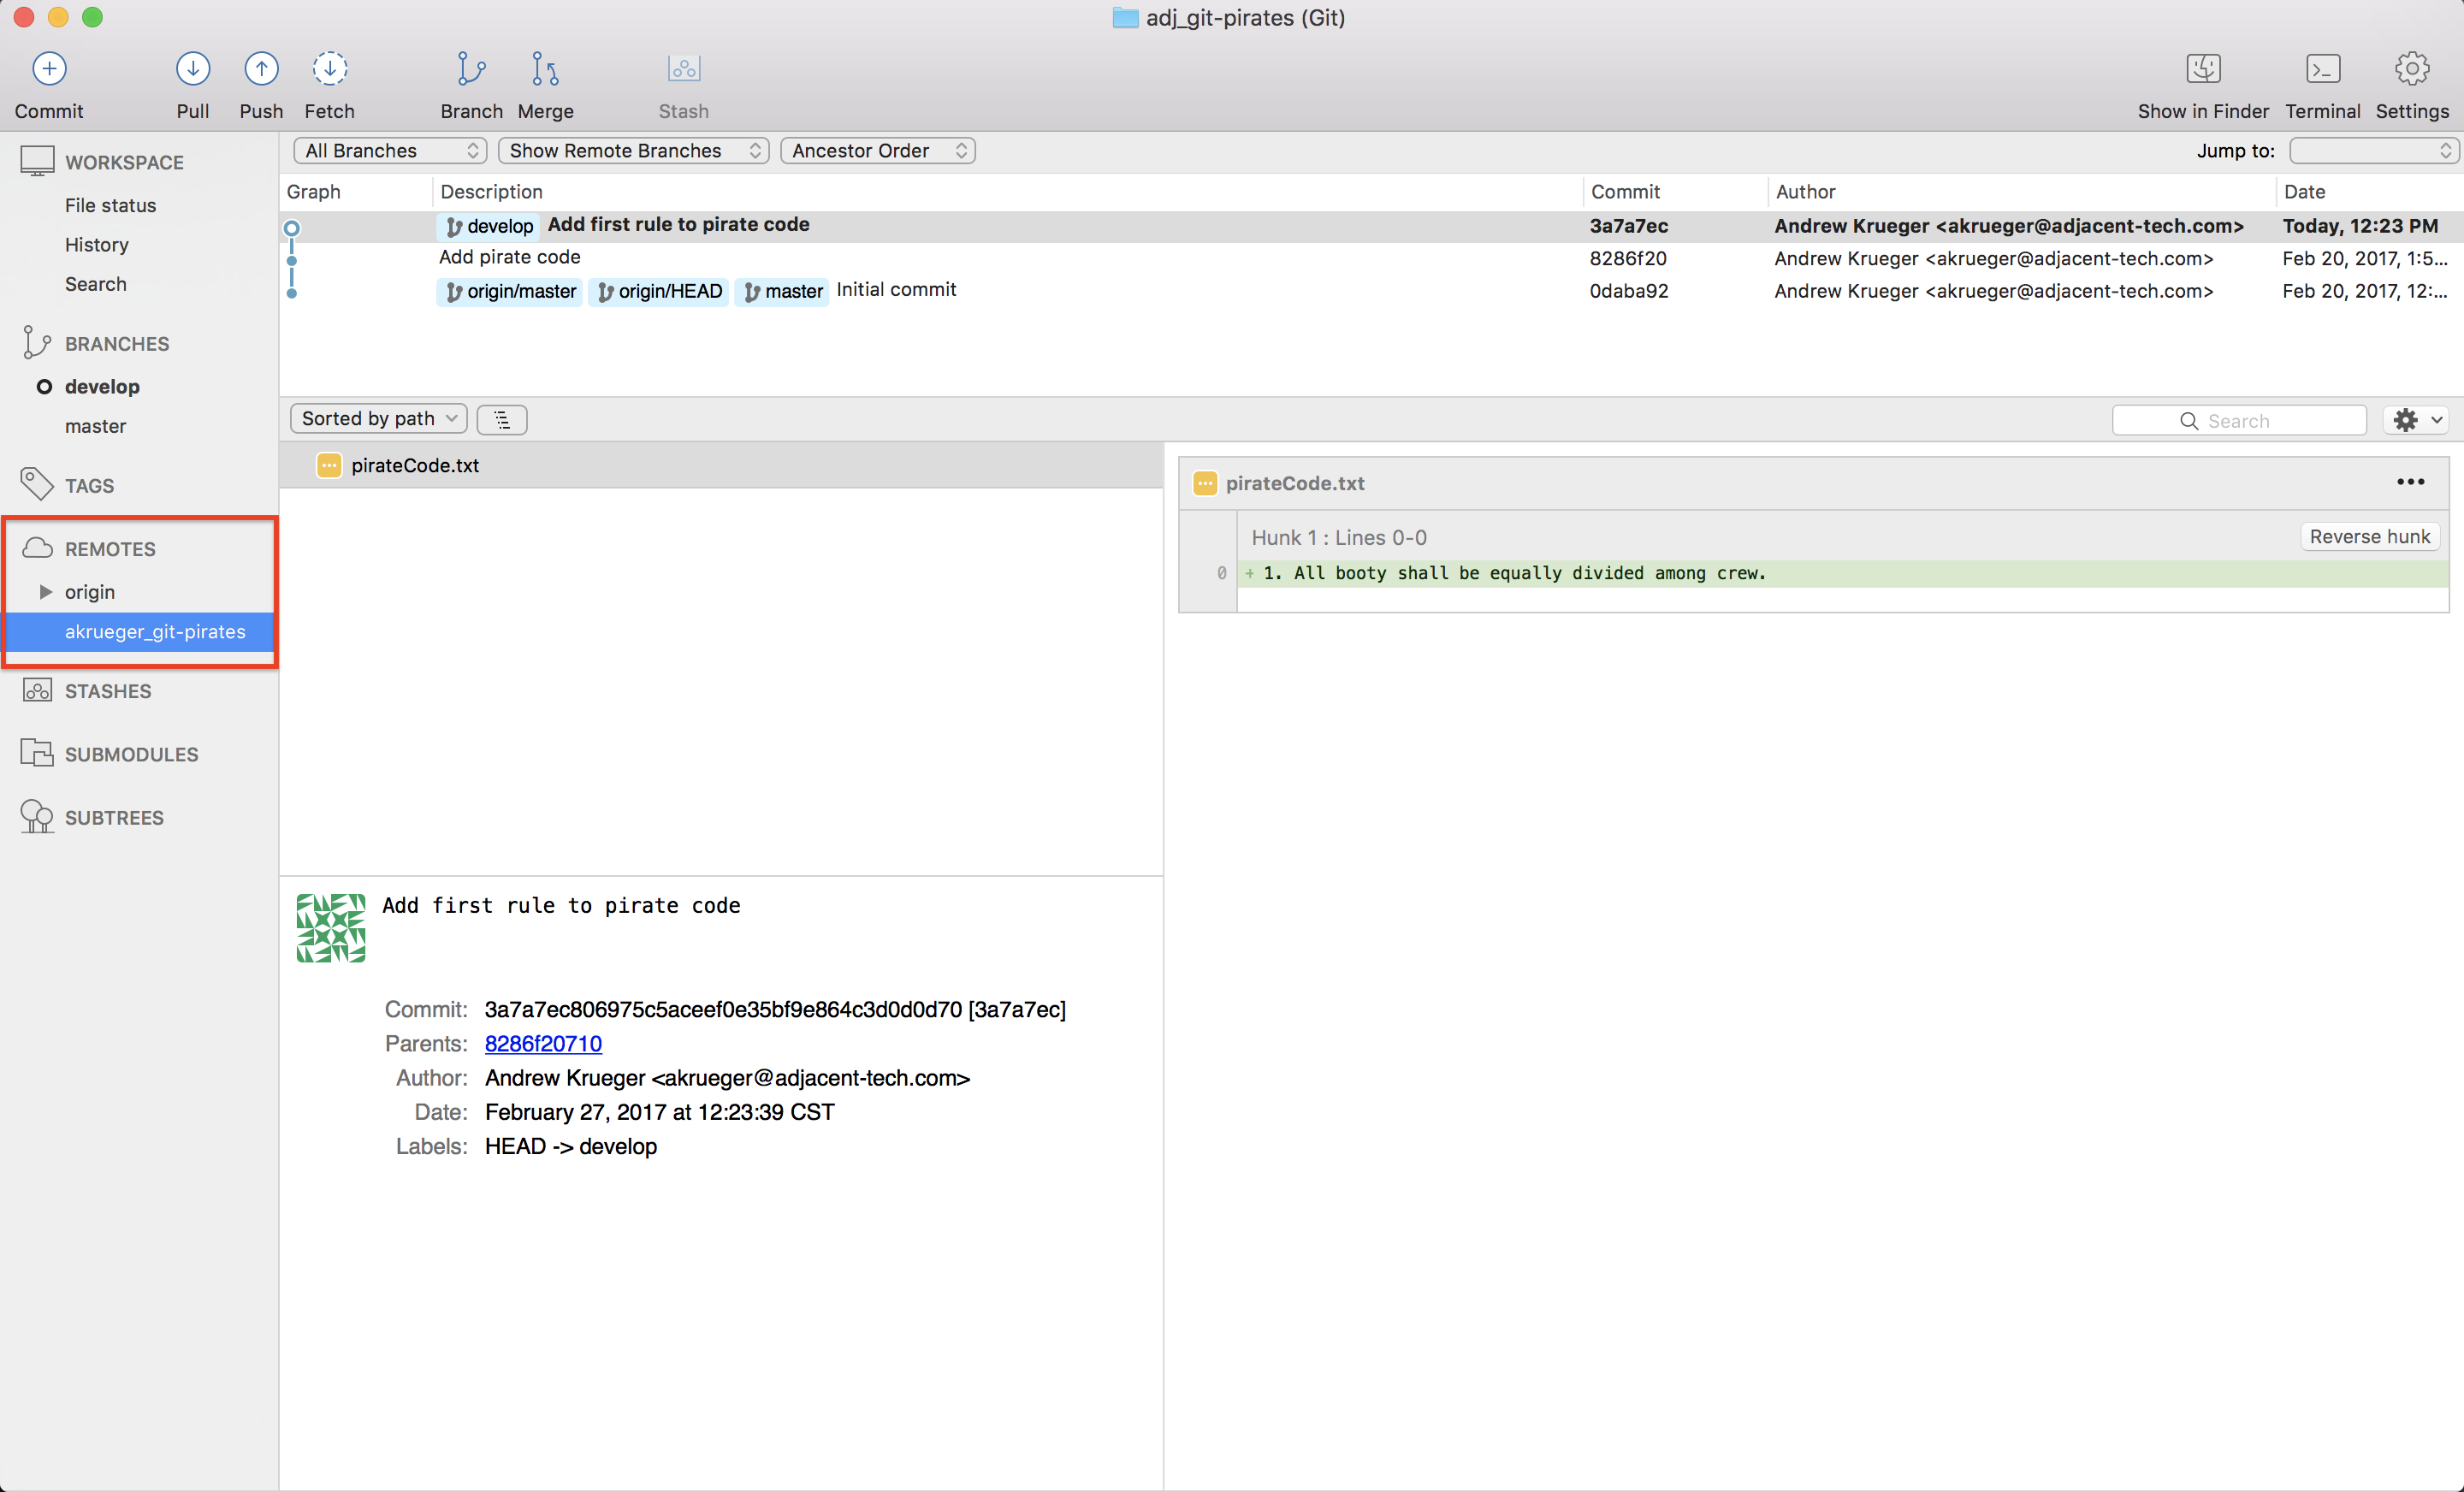 adj_git-pirates (Git)
Commit Pull Push Fetch Branch Merge Stash Show in Finder Terminal Settings
WORKSPACE
File status
History
Search
BRANCHES
develop
master
TAGS
REMOTES
origin
akrueger_git-pirates
STASHES
SUBMODULES
SUBTREES
All Branches Show Remote Branches Ancestor Order Jump to:
Graph Description Commit Author Date
develop Add first rule to pirate code 3a7a7ec Andrew Krueger <akrueger@adjacent-tech.com> Today, 12:23 PM
Add pirate code 8286f20 Andrew Krueger <akrueger@adjacent-tech.com> Feb 20, 2017, 1:5...
origin/master origin/HEAD master Initial commit 0daba92 Andrew Krueger <akrueger@adjacent-tech.com> Feb 20, 2017, 12:...
Sorted by path Search
pirateCode.txt
pirateCode.txt
Hunk 1 : Lines 0-0 Reverse hunk
0 + 1. All booty shall be equally divided among crew.
Add first rule to pirate code
Commit: 3a7a7ec806975c5aceef0e35bf9e864c3d0d0d70 [3a7a7ec]
Parents: 8286f20710
Author: Andrew Krueger <akrueger@adjacent-tech.com>
Date: February 27, 2017 at 12:23:39 CST
Labels: HEAD -> develop